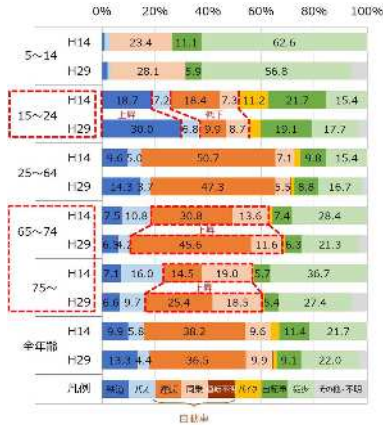 0% 20% 40% 60% 80% 100%
5～14
H14 23.4 11.1 62.6
H29 28.1 5.9 56.8
15～24
H14 18.7 7.2 18.4 7.3 11.2 21.7 15.4
上昇 低下
H29 30.0 6.8 9.9 8.7 19.1 17.7
25～64
H14 9.6 5.0 50.7 7.1 9.8 15.4
H29 14.3 3.7 47.3 5.5 8.8 16.7
65～74
H14 7.5 10.8 30.8 13.6 7.4 28.4
上昇
H29 6.3 4.2 45.6 11.6 6.3 21.3
75～
H14 7.1 16.0 14.5 19.0 5.7 36.7
上昇
H29 6.6 9.7 25.4 18.5 5.4 27.4
全年齢
H14 9.9 5.8 38.2 9.6 11.4 21.7
H29 13.3 4.4 36.5 9.9 9.1 22.0
凡例 鉄道 バス 運転 同乗 バイク 自転車 徒歩 その他・不明
自動車